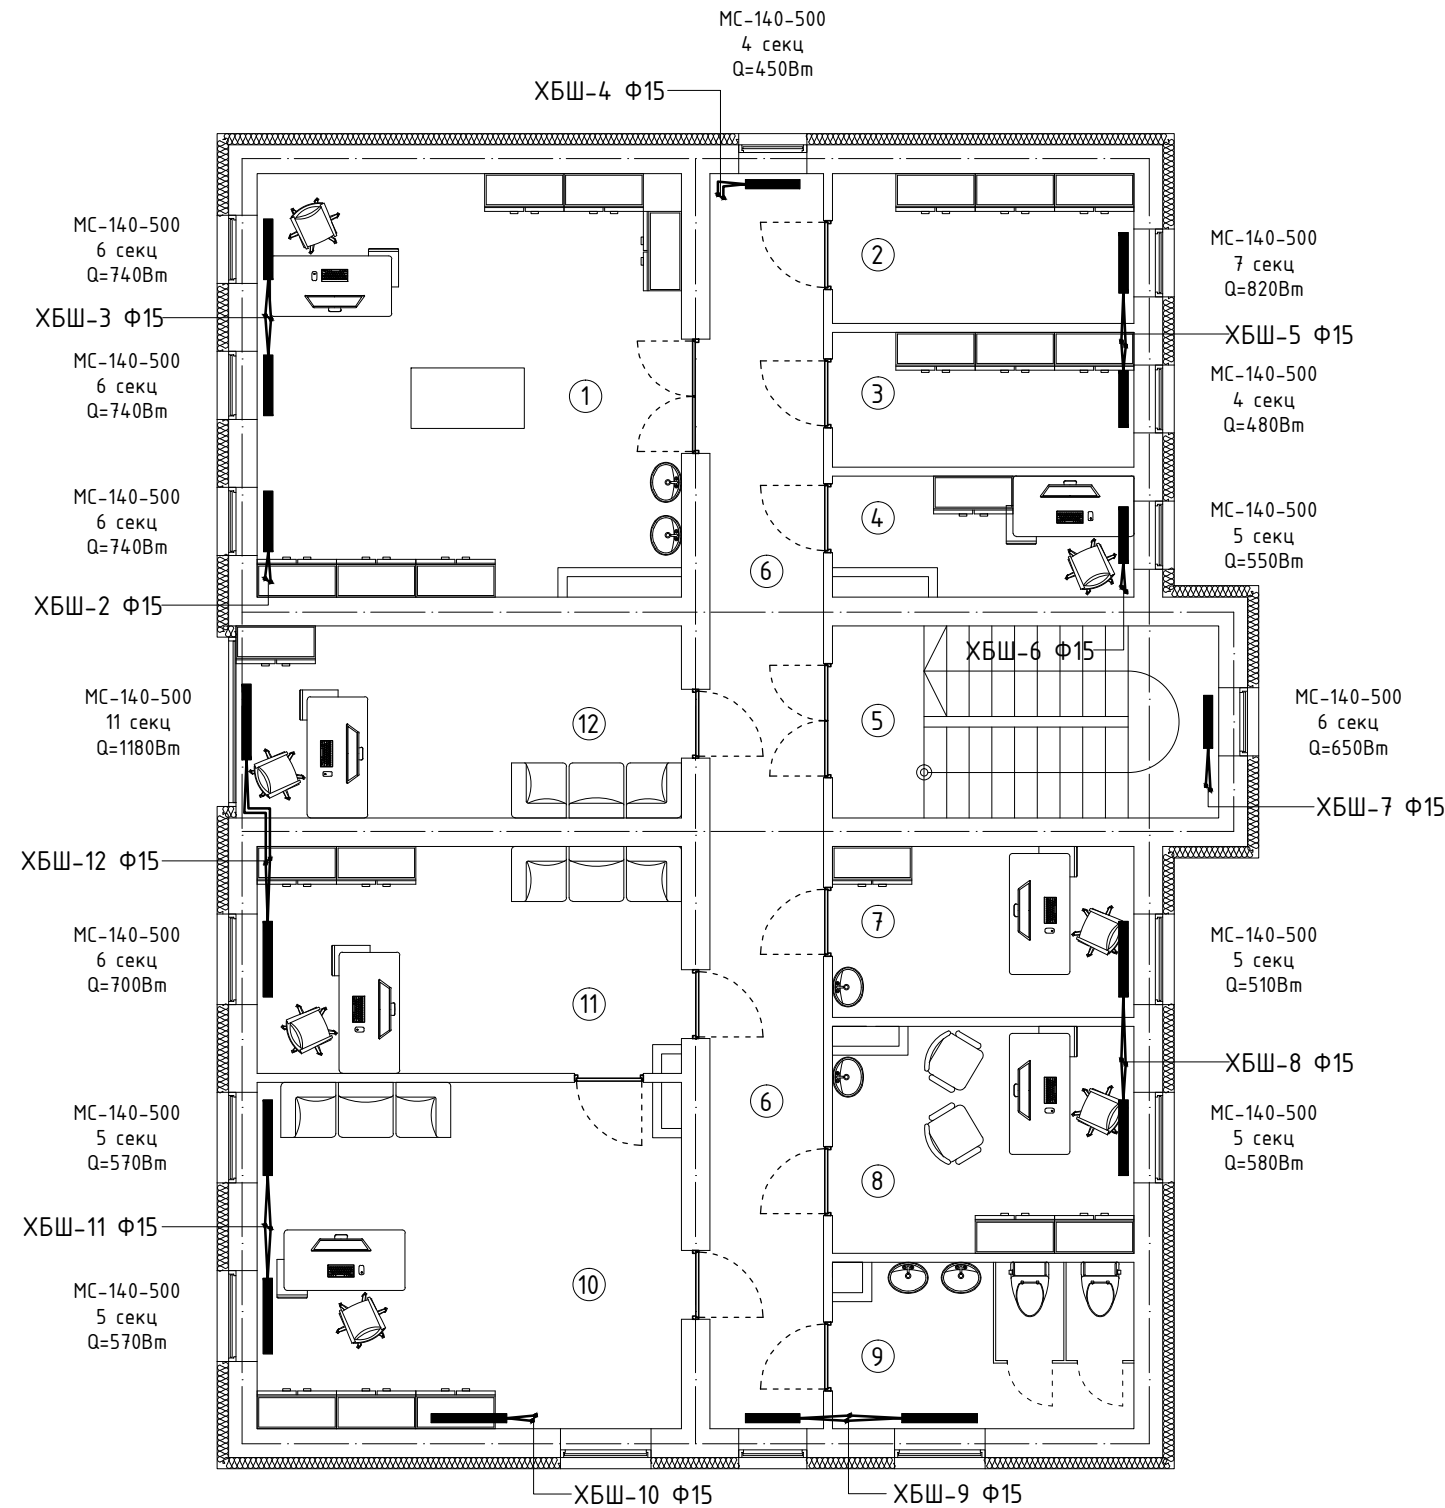 МС-140-500
4 секц
Q=450Вт
ХБШ-4 Ф15
МС-140-500
6 секц
Q=740Вт
ХБШ-3 Ф15
МС-140-500
6 секц
Q=740Вт
МС-140-500
6 секц
Q=740Вт
ХБШ-2 Ф15
1
2
МС-140-500
7 секц
Q=820Вт
ХБШ-5 Ф15
3
МС-140-500
4 секц
Q=480Вт
4
МС-140-500
5 секц
Q=550Вт
6
ХБШ-6 Ф15
МС-140-500
11 секц
Q=1180Вт
12
5
МС-140-500
6 секц
Q=650Вт
ХБШ-7 Ф15
ХБШ-12 Ф15
МС-140-500
6 секц
Q=700Вт
11
7
МС-140-500
5 секц
Q=510Вт
ХБШ-8 Ф15
6
МС-140-500
5 секц
Q=570Вт
8
МС-140-500
5 секц
Q=580Вт
ХБШ-11 Ф15
МС-140-500
5 секц
Q=570Вт
10
9
ХБШ-10 Ф15
ХБШ-9 Ф15